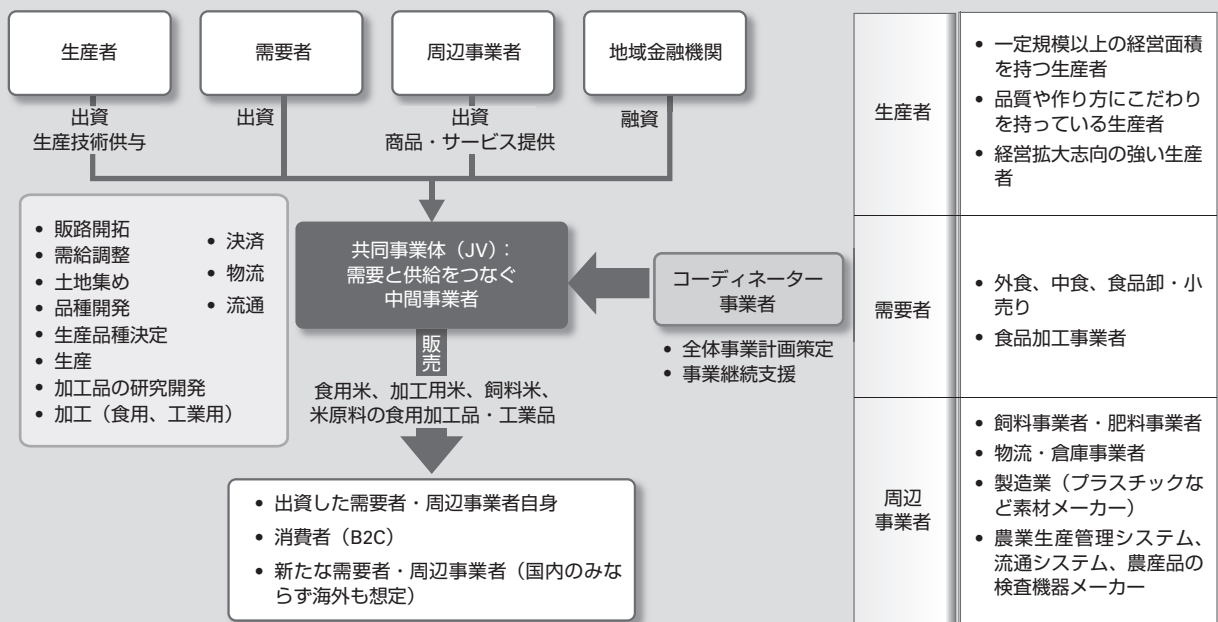 生産者
需要者
周辺事業者
地域金融機関
出資
生産技術供与
出資
出資
商品・サービス提供
融資
• 販路開拓
• 需給調整
• 土地集め
• 品種開発
• 生産品種決定
• 生産
• 加工品の研究開発
• 加工（食用、工業用）
• 決済
• 物流
• 流通
共同事業体（JV）：
需要と供給をつなぐ
中間事業者
コーディネーター
事業者
• 全体事業計画策定
• 事業継続支援
販売
食用米、加工用米、飼料米、
米原料の食用加工品・工業品
• 出資した需要者・周辺事業者自身
• 消費者（B2C）
• 新たな需要者・周辺事業者（国内のみな
らず海外も想定）
生産者
• 一定規模以上の経営面積
を持つ生産者
• 品質や作り方にこだわり
を持っている生産者
• 経営拡大志向の強い生産
者
需要者
• 外食、中食、食品卸・小
売り
• 食品加工事業者
周辺
事業者
• 飼料事業者・肥料事業者
• 物流・倉庫事業者
• 製造業（プラスチックな
ど素材メーカー）
• 農業生産管理システム、
流通システム、農産品の
検査機器メーカー